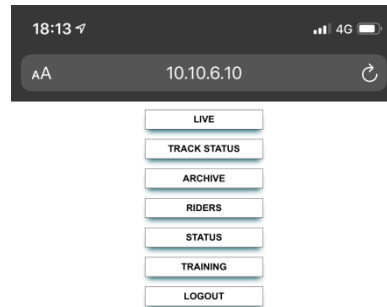 18:13 4G
AA 10.10.6.10
LIVE
TRACK STATUS
ARCHIVE
RIDERS
STATUS
TRAINING
LOGOUT